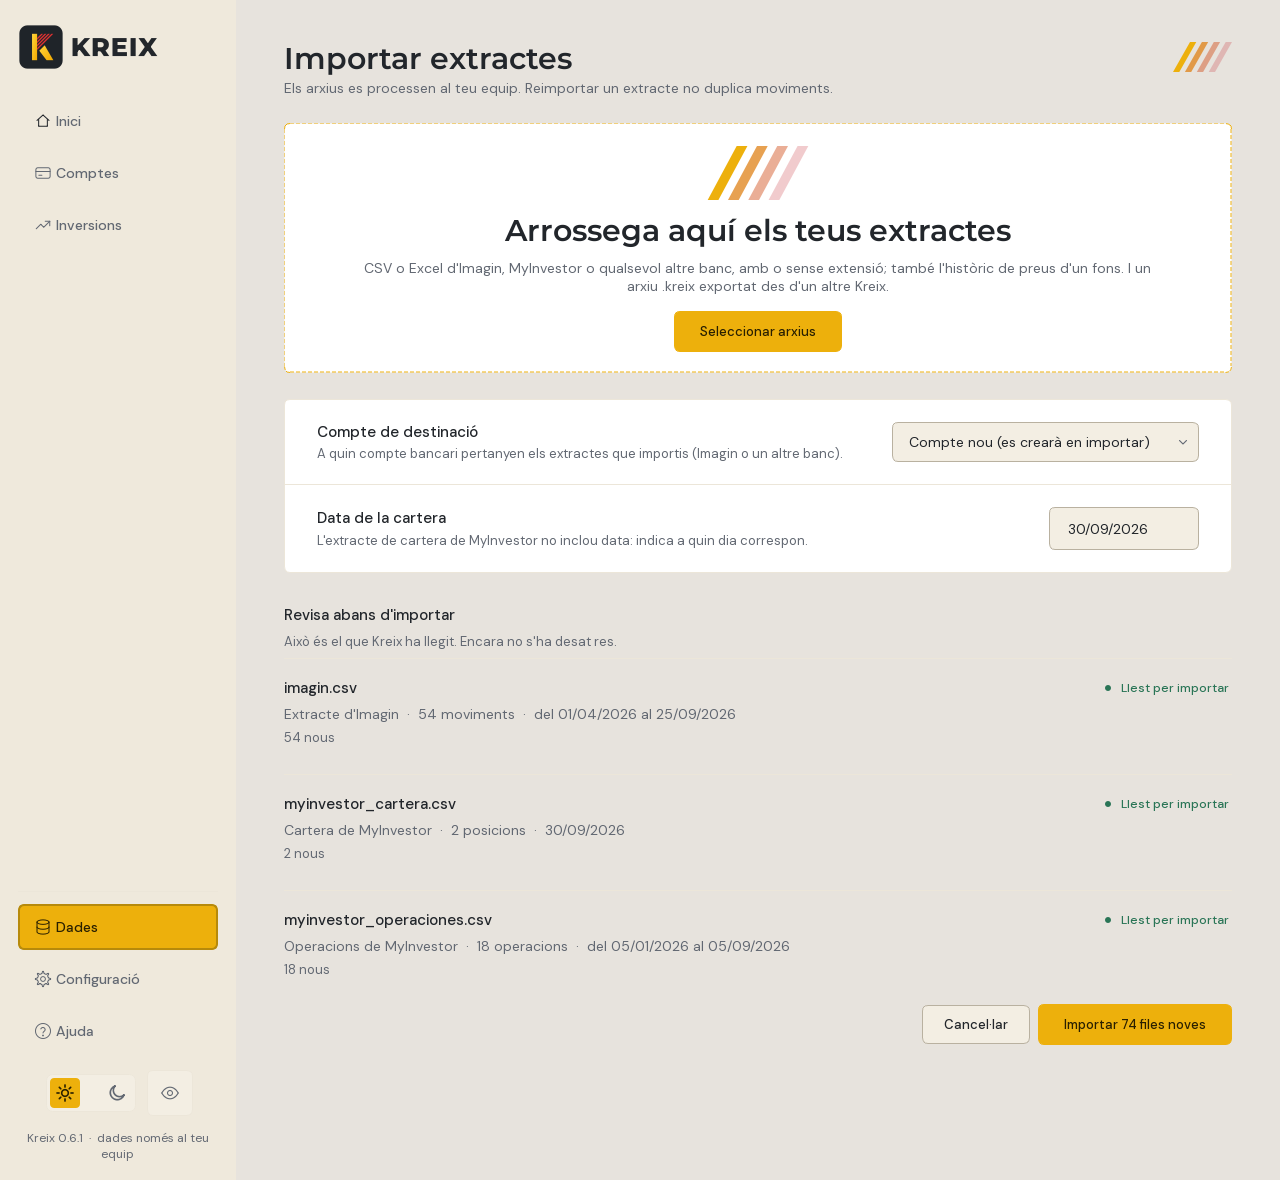 KREIX
Inici
Comptes
Inversions
Dades
Configuració
Ajuda
Kreix 0.6.1 · dades només al teu
equip
Importar extractes
Els arxius es processen al teu equip. Reimportar un extracte no duplica moviments.
Arrossega aquí els teus extractes
CSV o Excel d'Imagin, MyInvestor o qualsevol altre banc, amb o sense extensió; també l'històric de preus d'un fons. I un
arxiu .kreix exportat des d'un altre Kreix.
Seleccionar arxius
Compte de destinació
A quin compte bancari pertanyen els extractes que importis (Imagin o un altre banc).
Compte nou (es crearà en importar)
Data de la cartera
L'extracte de cartera de MyInvestor no inclou data: indica a quin dia correspon.
30/09/2026
Revisa abans d'importar
Això és el que Kreix ha llegit. Encara no s'ha desat res.
imagin.csv
Llest per importar
Extracte d'Imagin · 54 moviments · del 01/04/2026 al 25/09/2026
54 nous
myinvestor_cartera.csv
Llest per importar
Cartera de MyInvestor · 2 posicions · 30/09/2026
2 nous
myinvestor_operaciones.csv
Llest per importar
Operacions de MyInvestor · 18 operacions · del 05/01/2026 al 05/09/2026
18 nous
Cancel·lar
Importar 74 files noves